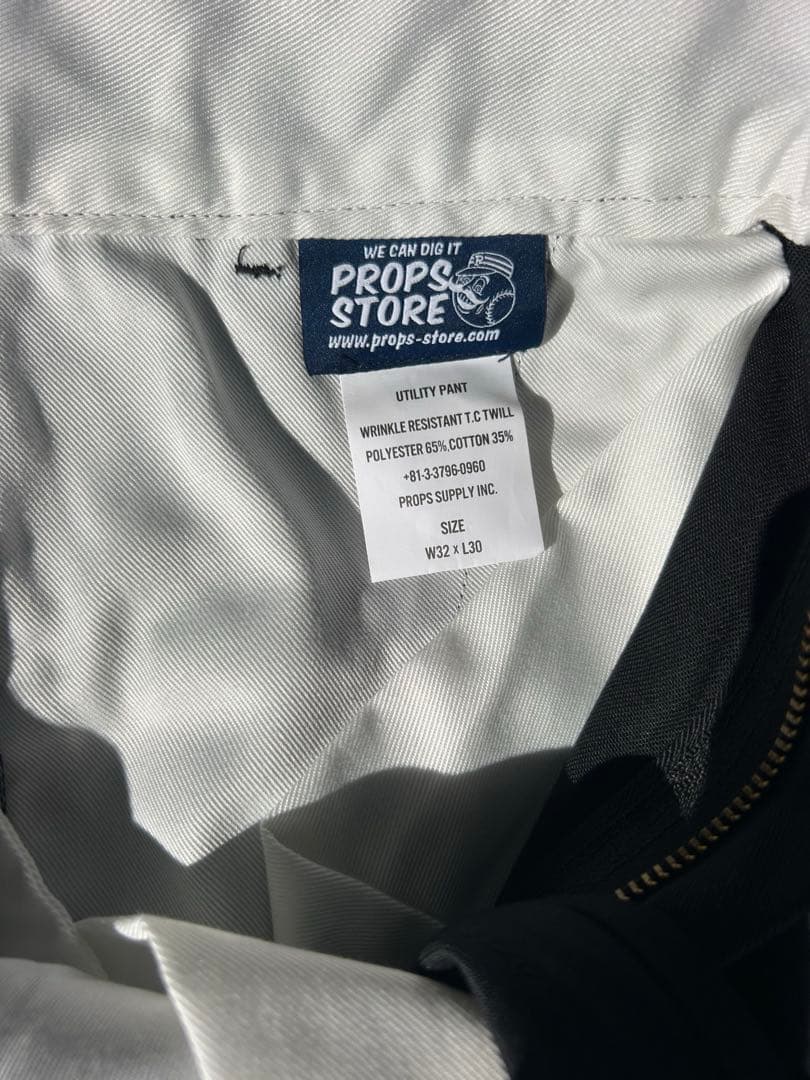 WE CAN DIG IT
PROPS
STORE
www.props-store.com
UTILITY PANT
WRINKLE RESISTANT T.C TWILL
POLYESTER 65%,COTTON 35%
+81-3-3796-0960
PROPS SUPPLY INC.
SIZE
W32 x L30